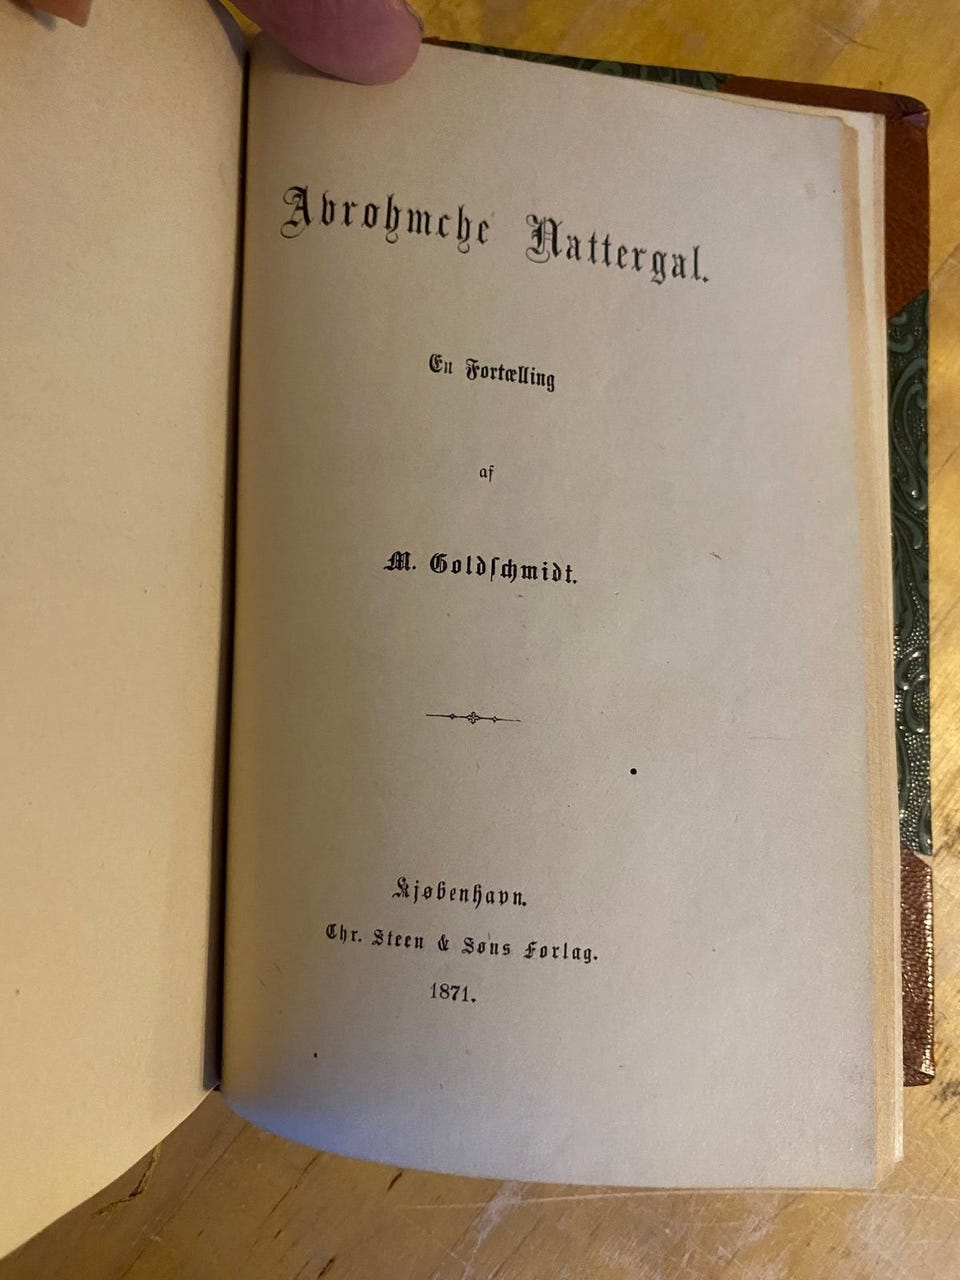 Avrohmche Nattergal.
En Fortælling
af
M. Goldschmidt.
Kjøbenhavn.
Chr. Steen & Søns Forlag.
1871.